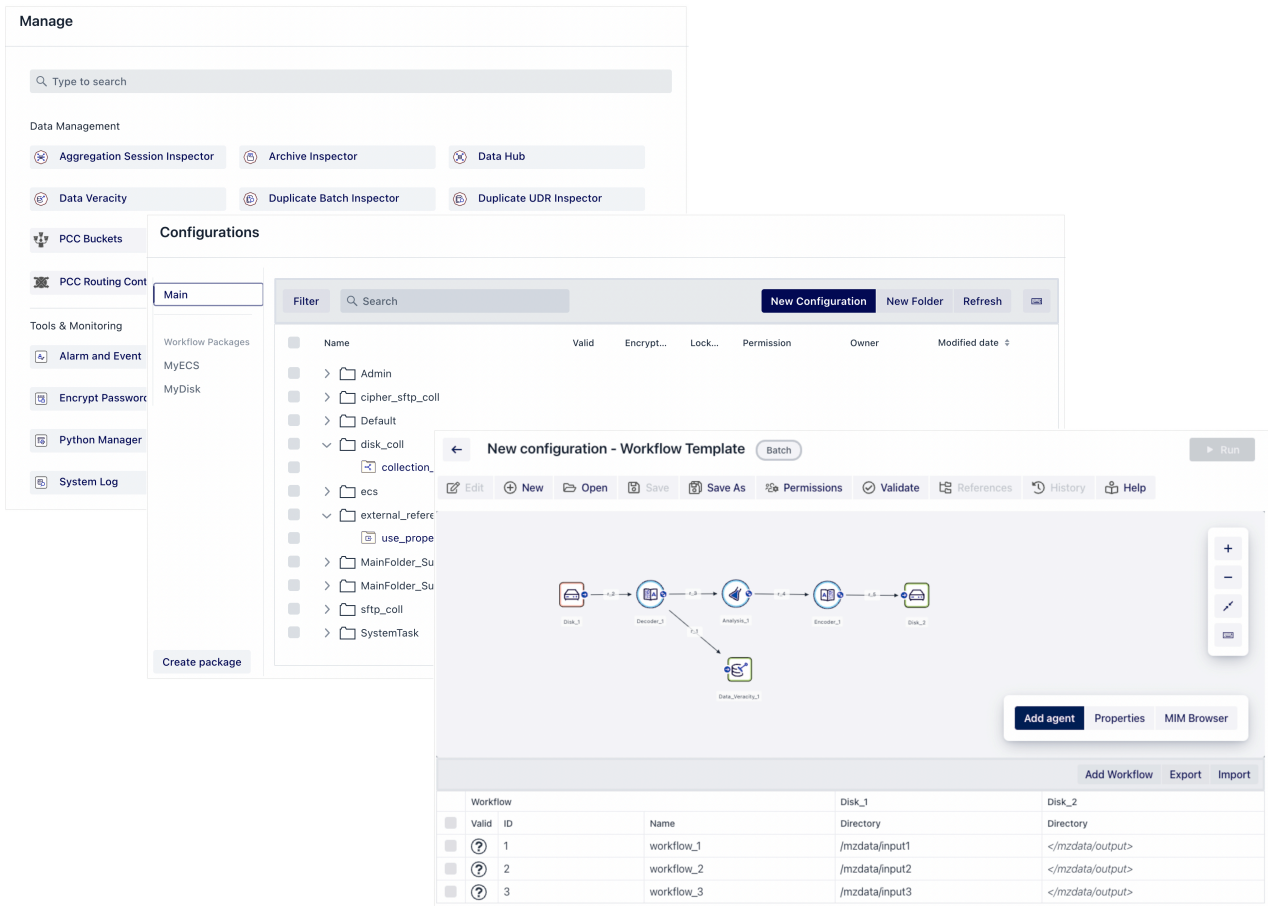 Manage
Type to search
Data Management
Aggregation Session Inspector
Archive Inspector
Data Hub
Data Veracity
Duplicate Batch Inspector
Duplicate UDR Inspector
PCC Buckets
PCC Routing Cont
Tools & Monitoring
Alarm and Event
Encrypt Password
Python Manager
System Log
Configurations
Main
Workflow Packages
MyECS
MyDisk
Create package
Filter
Search
New Configuration
New Folder
Refresh
Name Valid Encrypt... Lock... Permission Owner Modified date
Admin
cipher_sftp_coll
Default
disk_coll
collection_
ecs
external_refere
use_prope
MainFolder_Su
MainFolder_Su
sftp_coll
SystemTask
New configuration - Workflow Template Batch
Run
Edit New Open Save Save As Permissions Validate References History Help
r_2 r_3 r_4 r_5
Disk_1 Decoder_1 Analysis_1 Encoder_1 Disk_2
r_1
Data_Veracity_1
Add agent Properties MIM Browser
Add Workflow Export Import
Workflow Disk_1 Disk_2
Valid ID Name Directory Directory
1 workflow_1 /mzdata/input1 </mzdata/output>
2 workflow_2 /mzdata/input2 </mzdata/output>
3 workflow_3 /mzdata/input3 </mzdata/output>